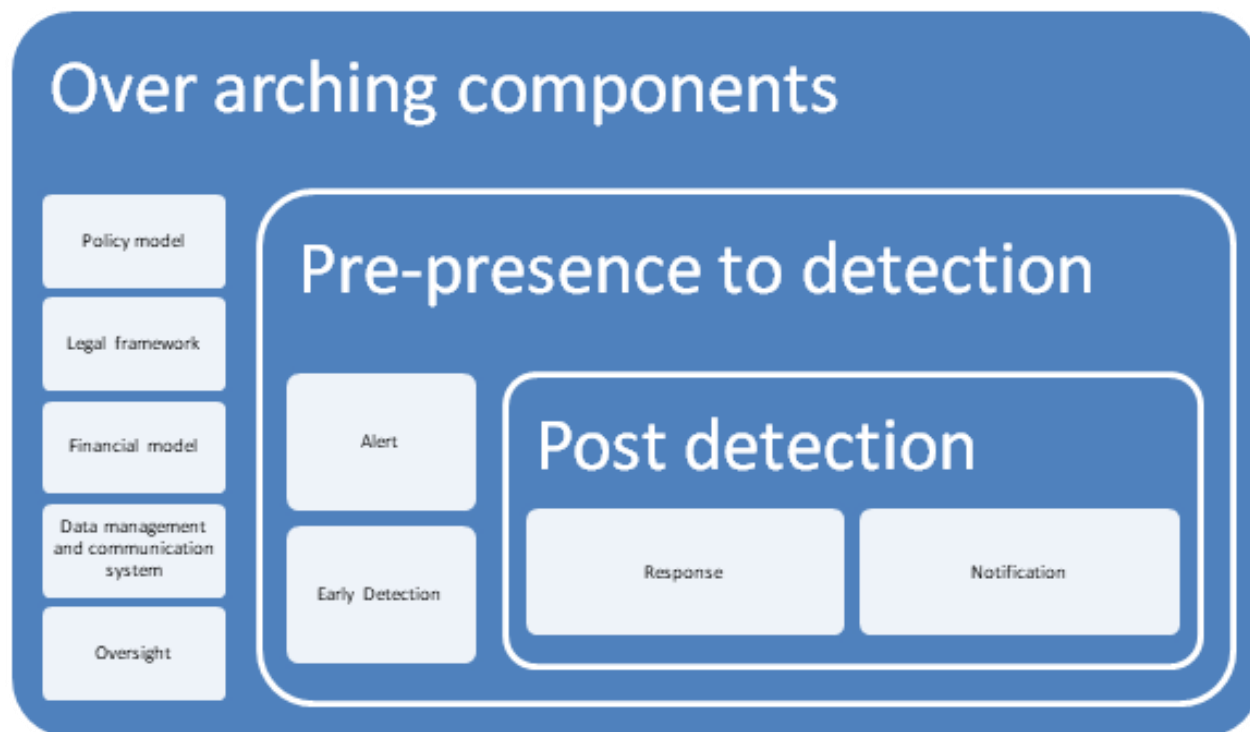 Over arching components
Policy model
Legal framework
Financial model
Data management
and communication
system
Oversight
Pre-presence to detection
Alert
Early Detection
Post detection
Response
Notification